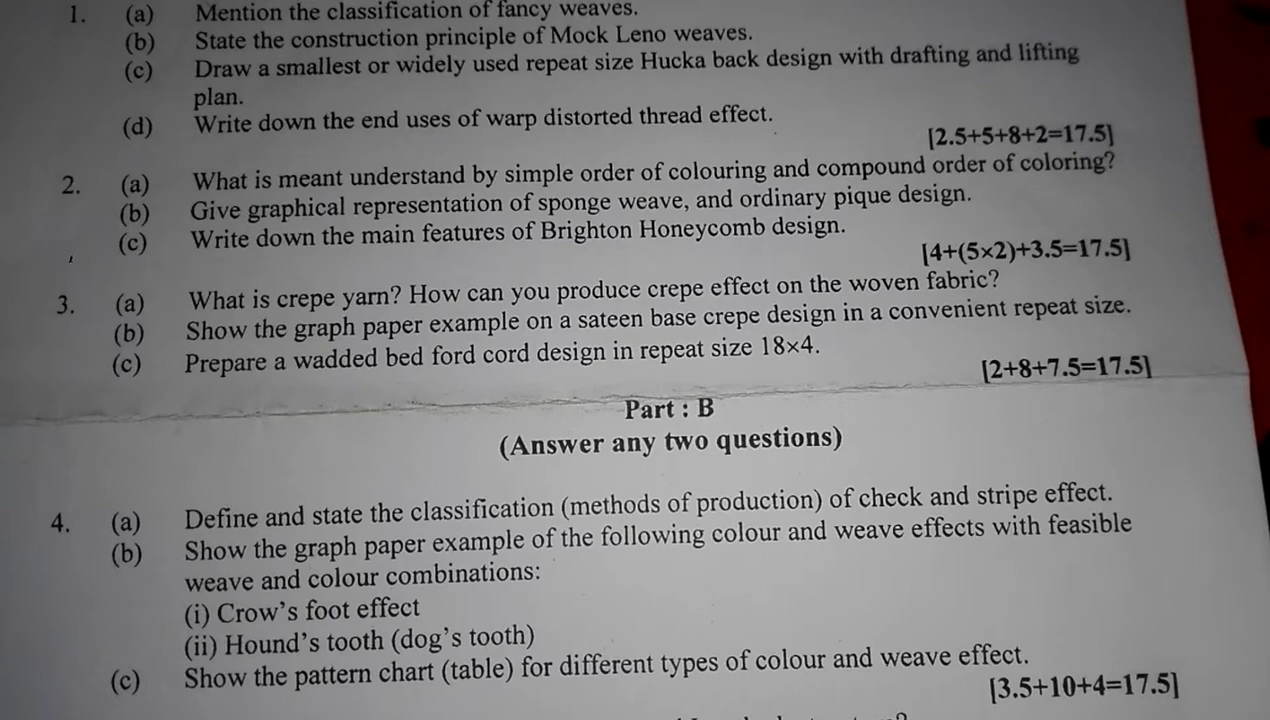 1. (a) Mention the classification of fancy weaves.
(b) State the construction principle of Mock Leno weaves.
(c) Draw a smallest or widely used repeat size Hucka back design with drafting and lifting
plan.
(d) Write down the end uses of warp distorted thread effect.
[2.5+5+8+2=17.5]
2. (a) What is meant understand by simple order of colouring and compound order of coloring?
(b) Give graphical representation of sponge weave, and ordinary pique design.
(c) Write down the main features of Brighton Honeycomb design.
[4+(5×2)+3.5=17.5]
3. (a) What is crepe yarn? How can you produce crepe effect on the woven fabric?
(b) Show the graph paper example on a sateen base crepe design in a convenient repeat size.
(c) Prepare a wadded bed ford cord design in repeat size 18×4.
[2+8+7.5=17.5]
Part : B
(Answer any two questions)
4. (a) Define and state the classification (methods of production) of check and stripe effect.
(b) Show the graph paper example of the following colour and weave effects with feasible
weave and colour combinations:
(i) Crow's foot effect
(ii) Hound's tooth (dog's tooth)
(c) Show the pattern chart (table) for different types of colour and weave effect.
[3.5+10+4=17.5]